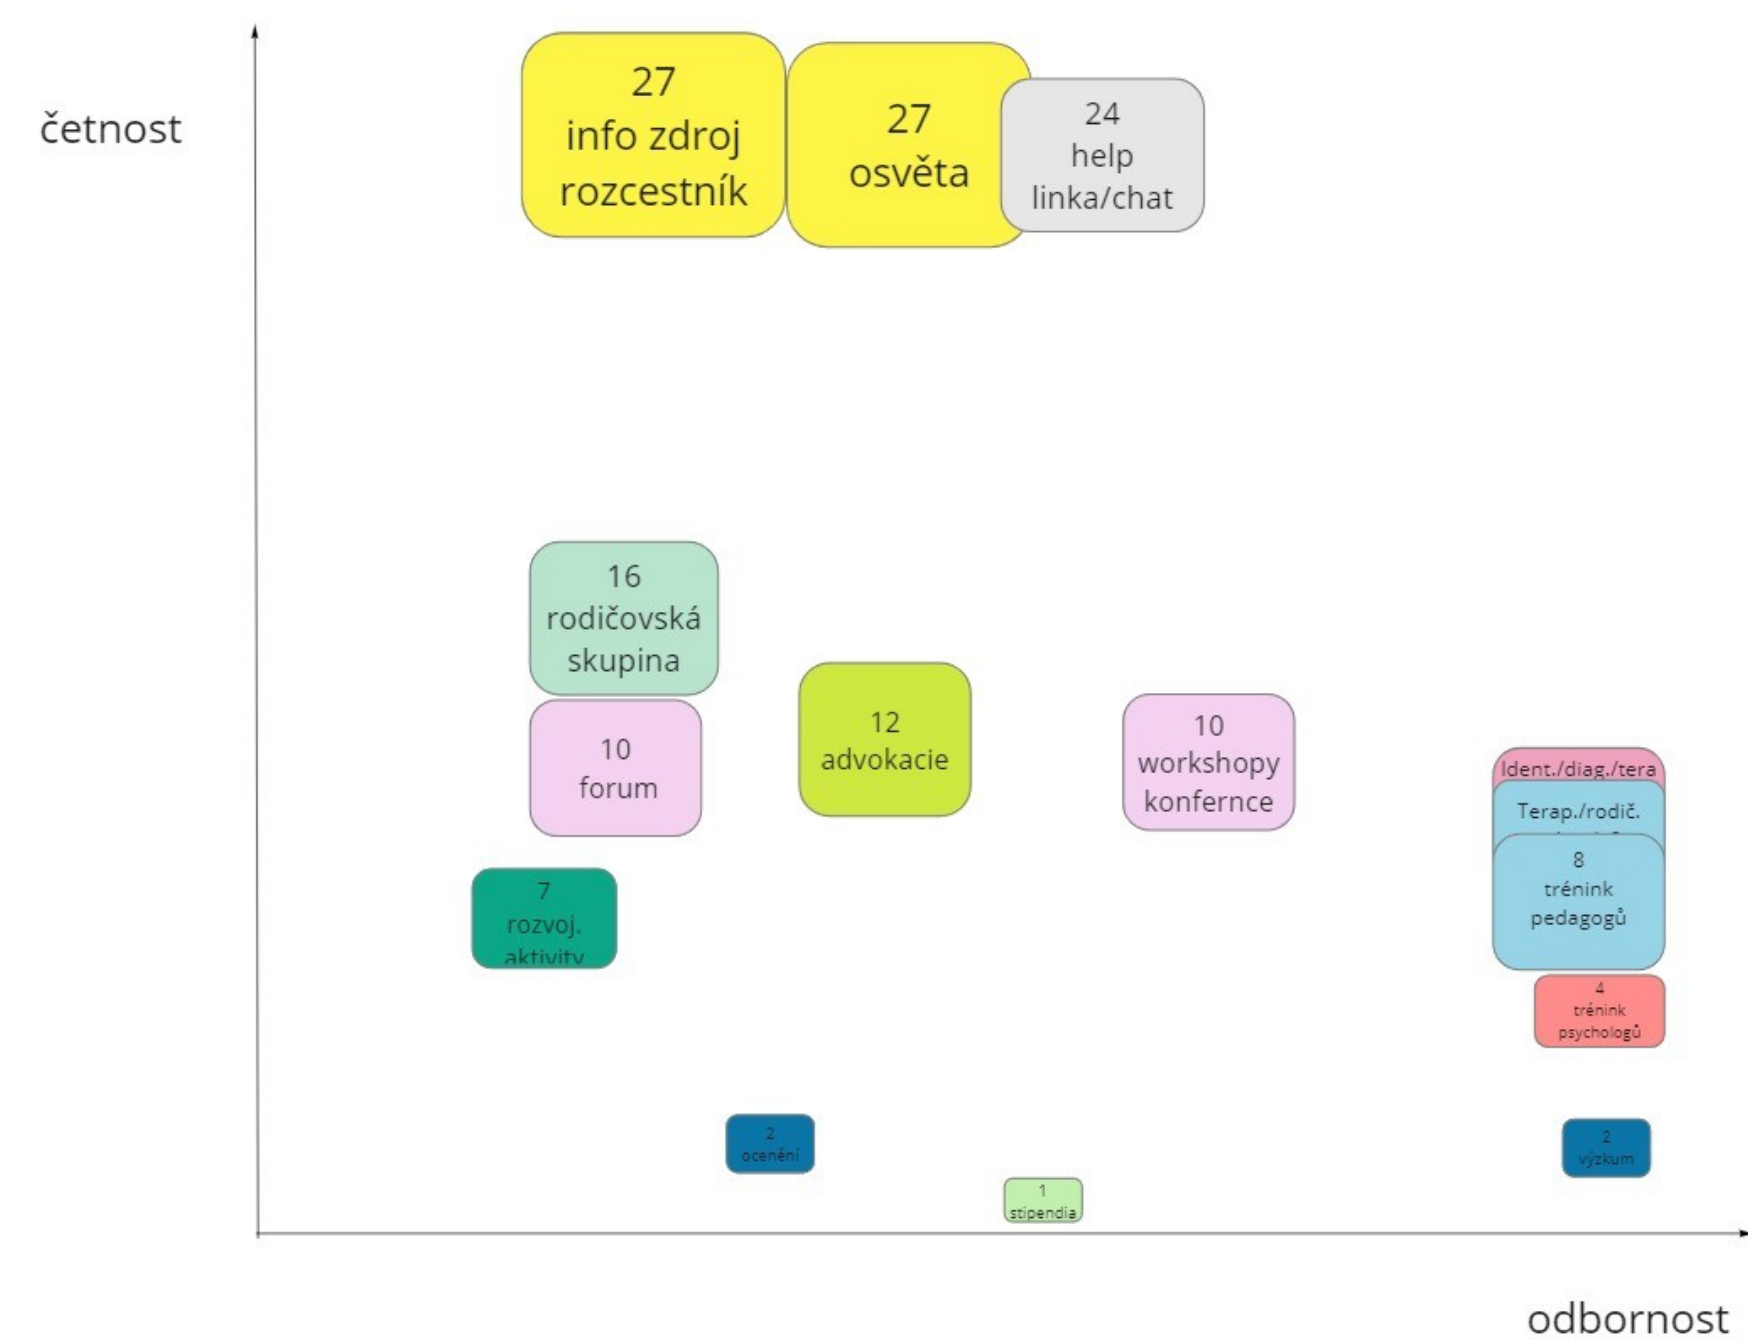 četnost
27
info zdroj
rozcestník
27
osvěta
24
help
linka/chat
16
rodičovská
skupina
10
forum
12
advokacie
10
workshopy
konfernce
Ident./diag./tera
Terap./rodič.
8
trénink
pedagogů
7
rozvoj.
aktivity
4
trénink
psychologů
2
ocenění
2
výzkum
1
stipendia
odbornost